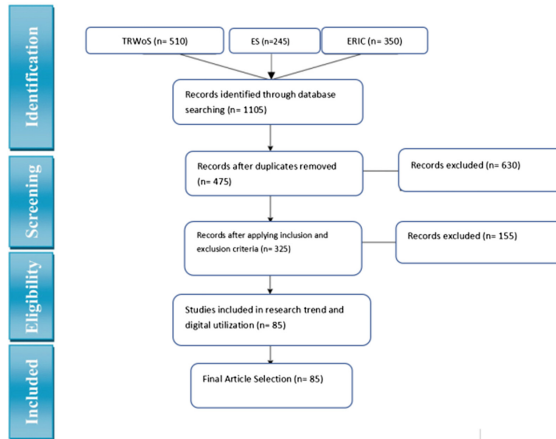 Identification
TRWoS (n= 510)
ES (n=245)
ERIC (n= 350)
Records identified through database
searching (n= 1105)
Screening
Records after duplicates removed
(n= 475)
Records excluded (n= 630)
Records after applying inclusion and
exclusion criteria (n= 325)
Records excluded (n= 155)
Eligibility
Studies included in research trend and
digital utilization (n= 85)
Included
Final Article Selection (n= 85)